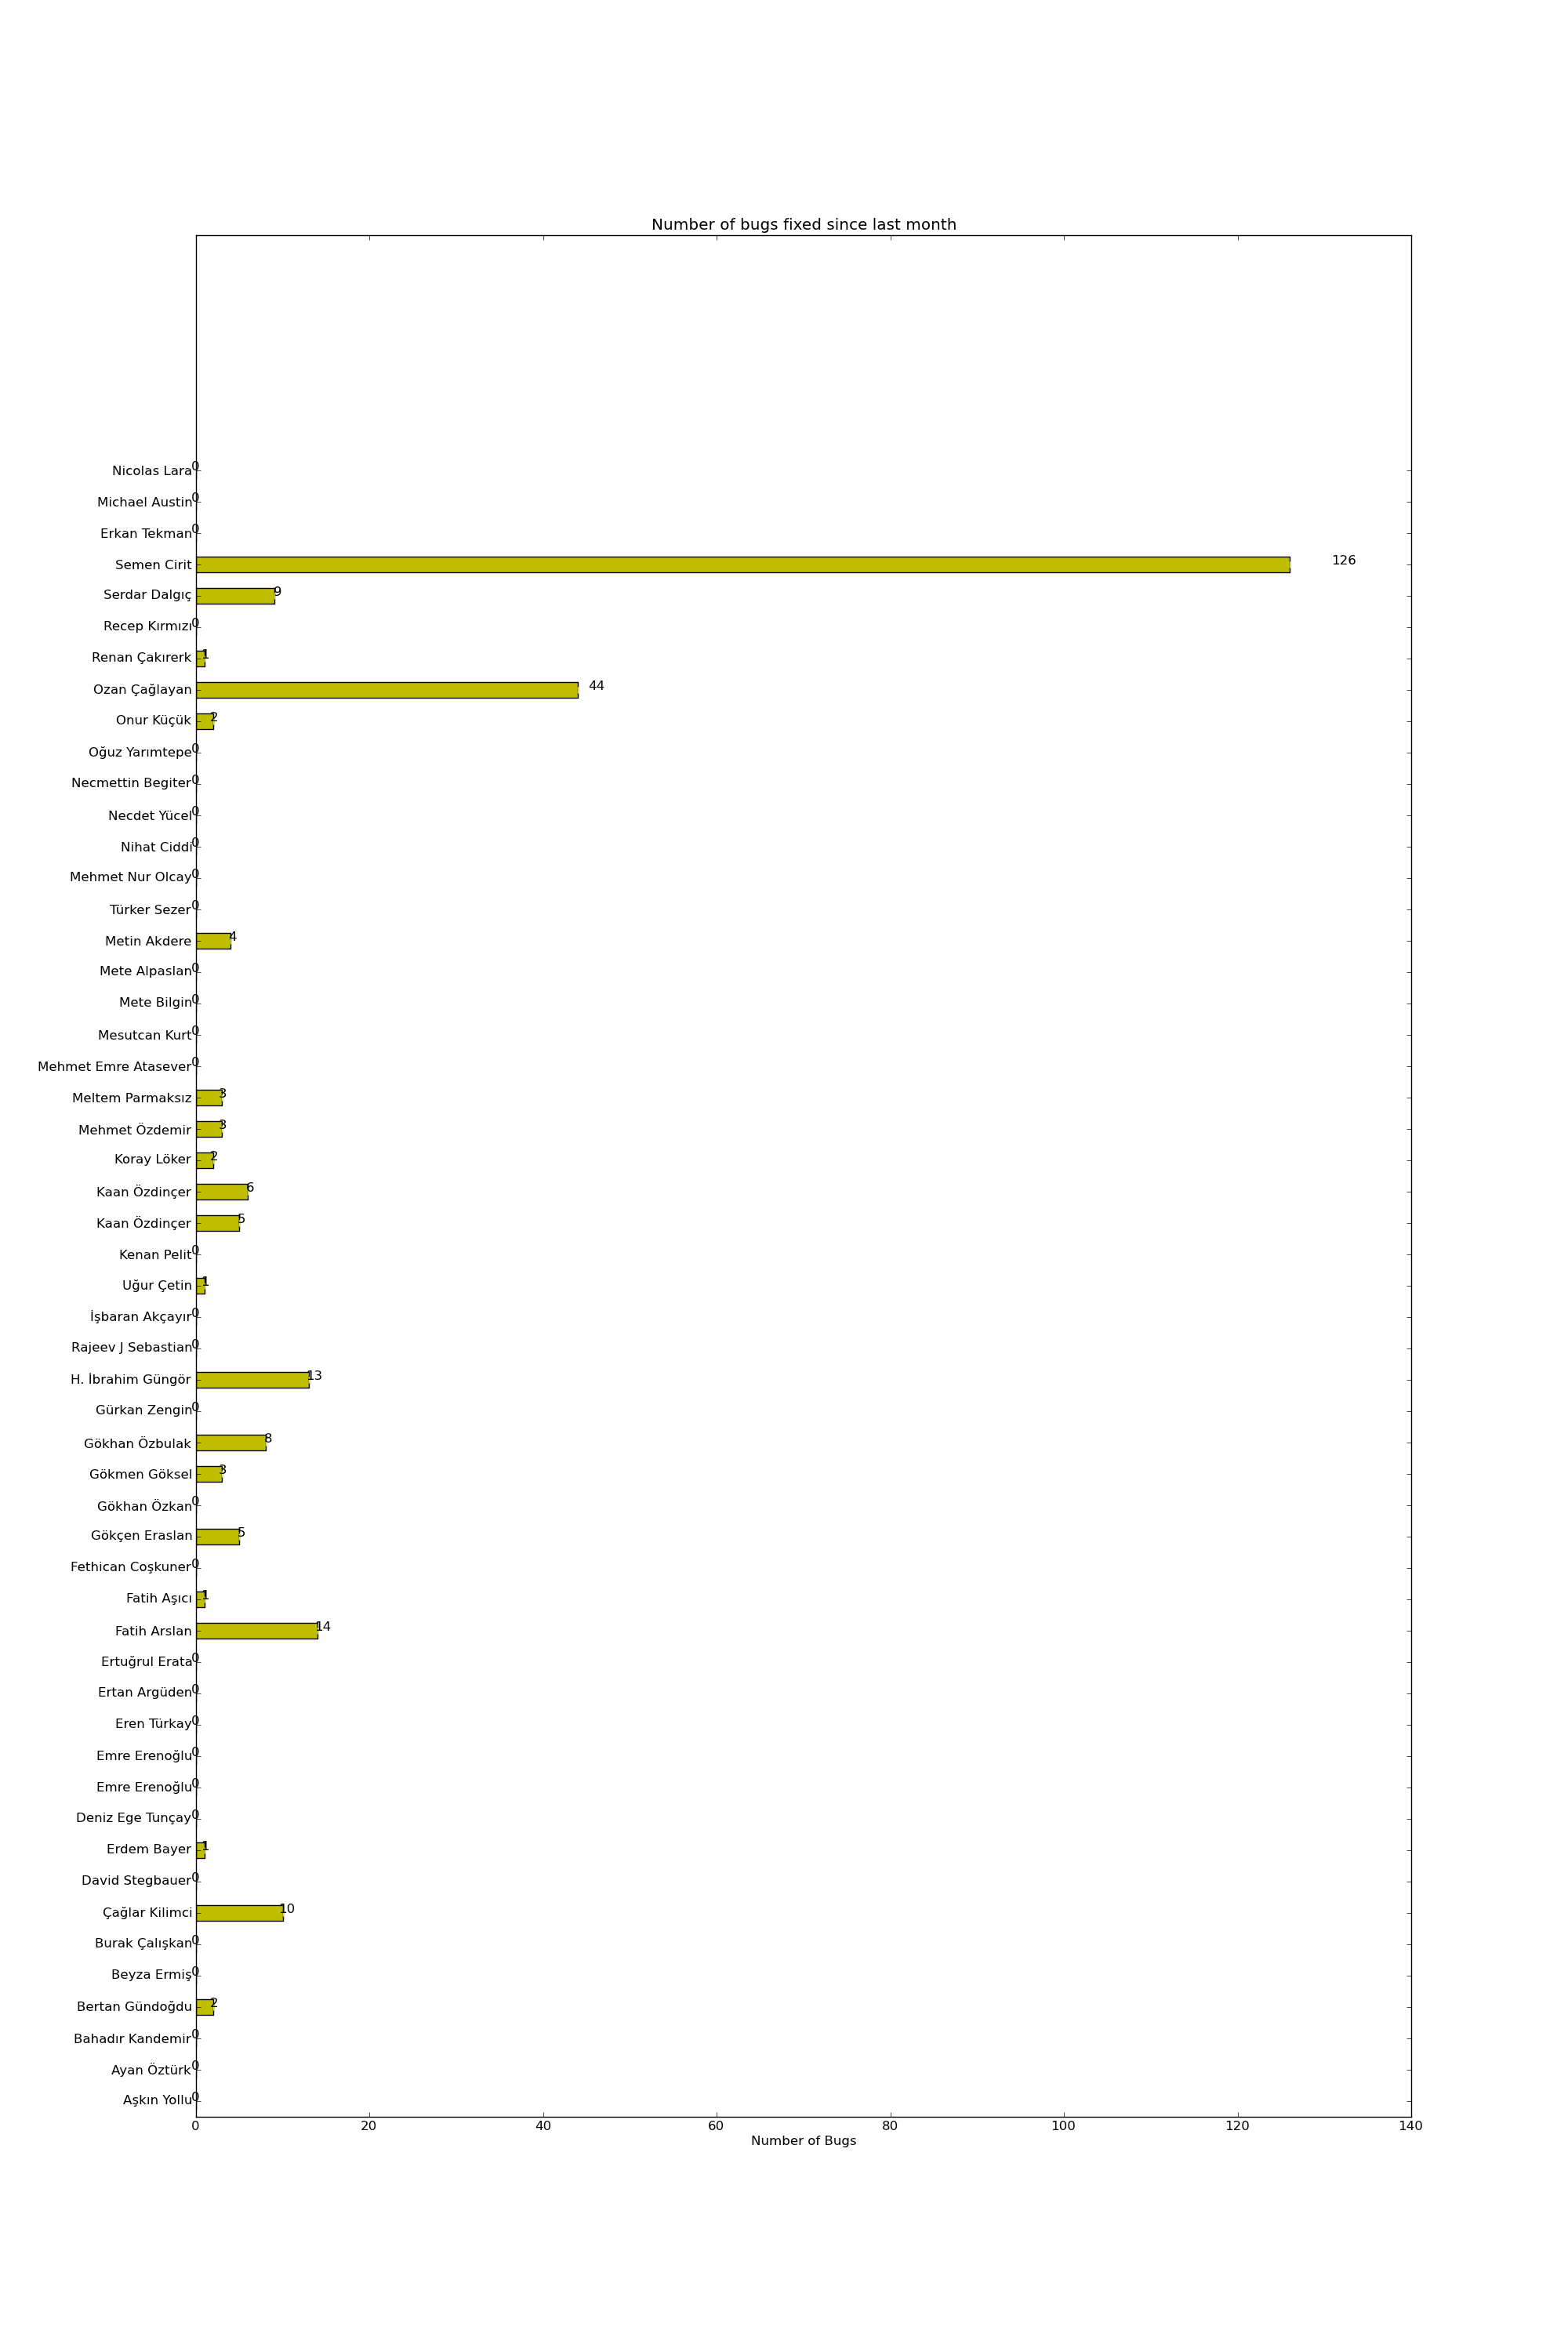 Number of bugs fixed since last month
Nicolas Lara 0
Michael Austin 0
Erkan Tekman 0
Semen Cirit 126
Serdar Dalgıç 9
Recep Kırmızı 0
Renan Çakırerk 1
Ozan Çağlayan 44
Onur Küçük 2
Oğuz Yarımtepe 0
Necmettin Begiter 0
Necdet Yücel 0
Nihat Ciddi 0
Mehmet Nur Olcay 0
Türker Sezer 0
Metin Akdere 4
Mete Alpaslan 0
Mete Bilgin 0
Mesutcan Kurt 0
Mehmet Emre Atasever 0
Meltem Parmaksız 3
Mehmet Özdemir 3
Koray Löker 2
Kaan Özdinçer 6
Kaan Özdinçer 5
Kenan Pelit 0
Uğur Çetin 1
İşbaran Akçayır 0
Rajeev J Sebastian 0
H. İbrahim Güngör 13
Gürkan Zengin 0
Gökhan Özbulak 8
Gökmen Göksel 3
Gökhan Özkan 0
Gökçen Eraslan 5
Fethican Coşkuner 0
Fatih Aşıcı 1
Fatih Arslan 14
Ertuğrul Erata 0
Ertan Argüden 0
Eren Türkay 0
Emre Erenoğlu 0
Emre Erenoğlu 0
Deniz Ege Tunçay 0
Erdem Bayer 1
David Stegbauer 0
Çağlar Kilimci 10
Burak Çalışkan 0
Beyza Ermiş 0
Bertan Gündoğdu 2
Bahadır Kandemir 0
Ayan Öztürk 0
Aşkın Yollu 0
0 20 40 60 80 100 120 140
Number of Bugs